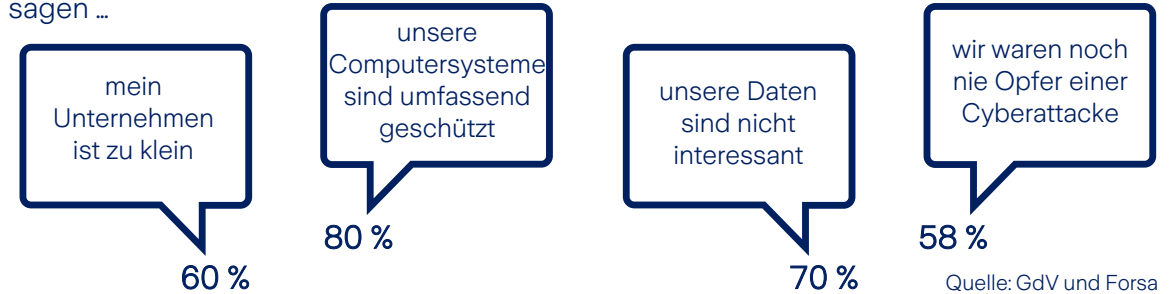 sagen ...
mein
Unternehmen
ist zu klein
60 %
unsere
Computersysteme
sind umfassend
geschützt
80 %
unsere Daten
sind nicht
interessant
70 %
wir waren noch
nie Opfer einer
Cyberattacke
58 %
Quelle: GdV und Forsa